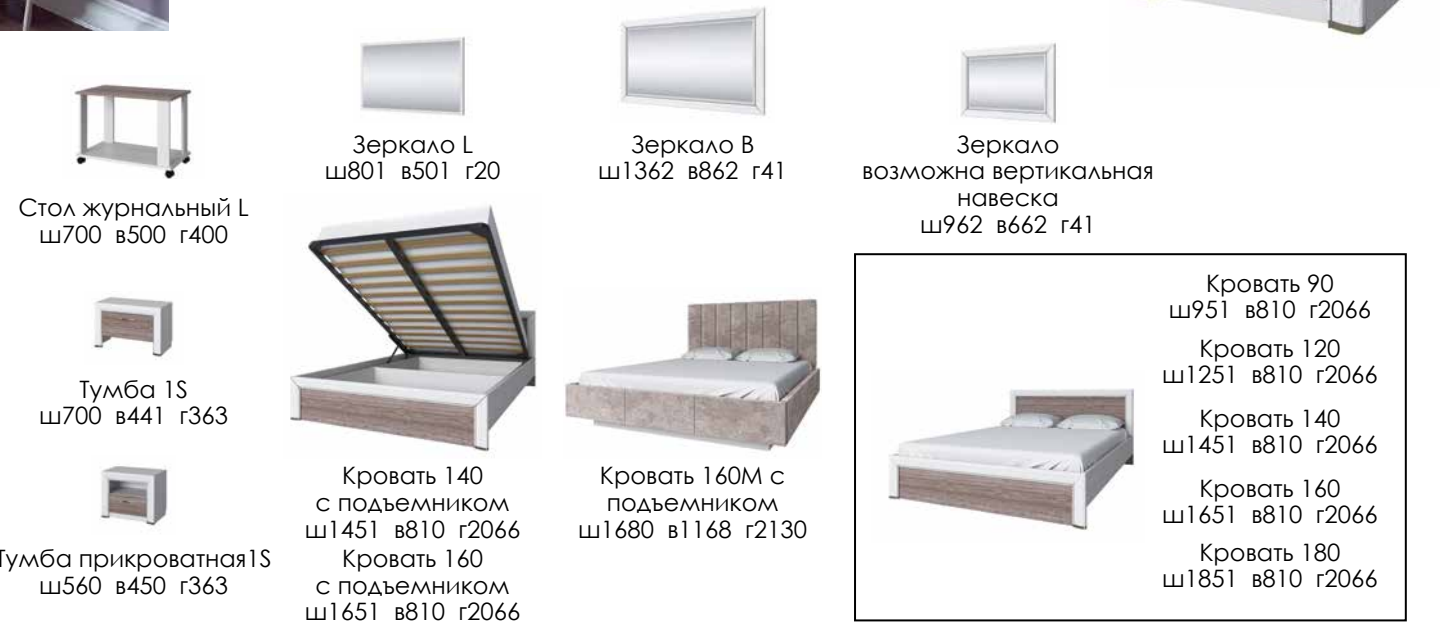 Зеркало L
ш801 в501 г20
Зеркало B
ш1362 в862 г41
Зеркало
возможна вертикальная
навеска
ш962 в662 г41
Стол журнальный L
ш700 в500 г400
Тумба 1S
ш700 в441 г363
Тумба прикроватная1S
ш560 в450 г363
Кровать 140
с подъемником
ш1451 в810 г2066
Кровать 160
с подъемником
ш1651 в810 г2066
Кровать 160М с
подъемником
ш1680 в1168 г2130
Кровать 90
ш951 в810 г2066
Кровать 120
ш1251 в810 г2066
Кровать 140
ш1451 в810 г2066
Кровать 160
ш1651 в810 г2066
Кровать 180
ш1851 в810 г2066